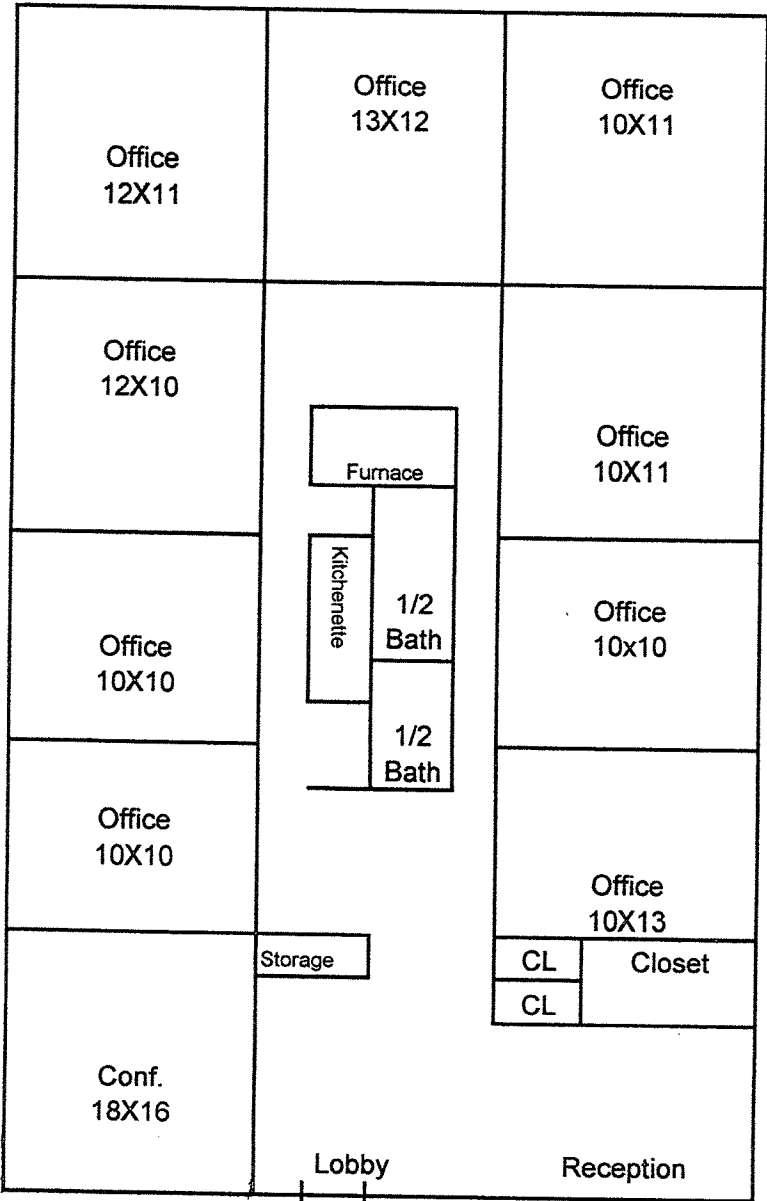 Office
13X12
Office
10X11
Office
12X11
Office
12X10
Office
10X11
Furnace
Kitchenette
1/2
Bath
Office
10x10
Office
10X10
1/2
Bath
Office
10X10
Office
10X13
Storage
CL
Closet
CL
Conf.
18X16
Lobby
Reception